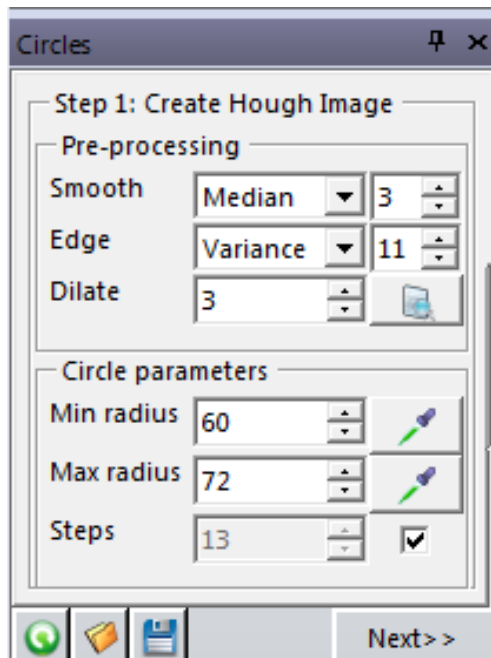 Circles
Step 1: Create Hough Image
Pre-processing
Smooth Median 3
Edge Variance 11
Dilate 3
Circle parameters
Min radius 60
Max radius 72
Steps 13
Next>>